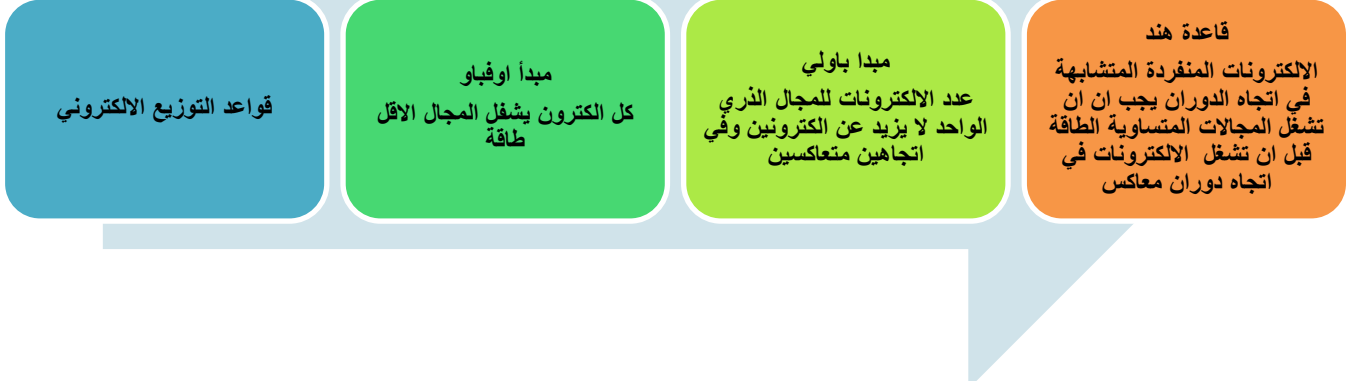 قواعد التوزيع الالكتروني
مبدأ اوفباو
كل الكترون يشفل المجال الاقل
طاقة
مبدا باولي
عدد الالكترونات للمجال الذري
الواحد لا يزيد عن الكترونين وفي
اتجاهين متعاكسين
قاعدة هند
الالكترونات المنفردة المتشابهة
في اتجاه الدوران يجب ان ان
تشغل المجالات المتساوية الطاقة
قبل ان تشغل الالكترونات في
اتجاه دوران معاكس